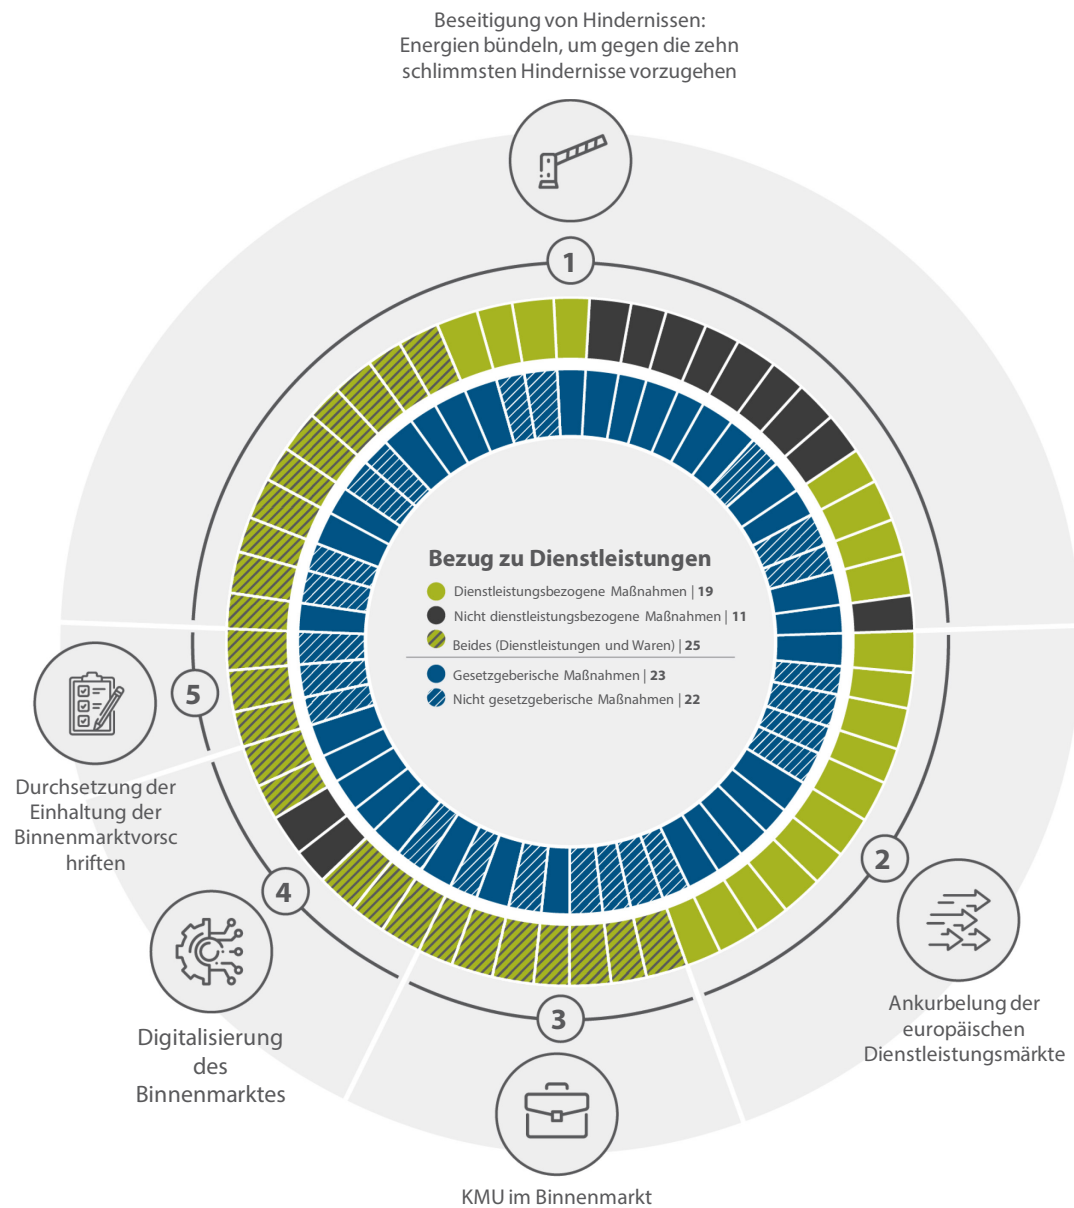 Beseitigung von Hindernissen:
Energien bündeln, um gegen die zehn
schlimmsten Hindernisse vorzugehen
1
Bezug zu Dienstleistungen
Dienstleistungsbezogene Maßnahmen | 19
Nicht dienstleistungsbezogene Maßnahmen | 11
Beides (Dienstleistungen und Waren) | 25
Gesetzgeberische Maßnahmen | 23
Nicht gesetzgeberische Maßnahmen | 22
5
Durchsetzung der
Einhaltung der
Binnenmarktvorsc
hriften
2
Ankurbelung der
europäischen
Dienstleistungsmärkte
4
Digitalisierung
des
Binnenmarktes
3
KMU im Binnenmarkt